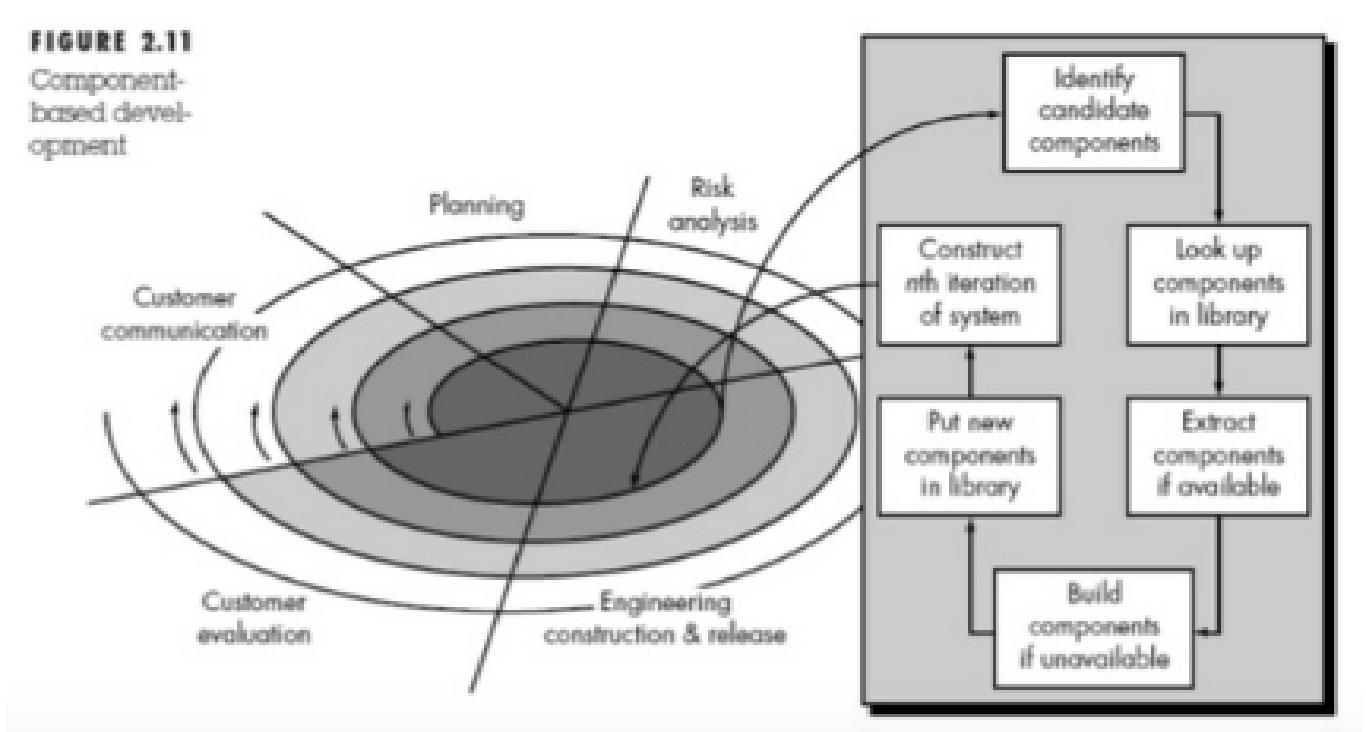 FIGURE 2.11
Component-
based devel-
opment
Planning
Risk
analysis
Customer
communication
Customer
evaluation
Engineering
construction & release
Identify
candidate
components
Look up
components
in library
Extract
components
if available
Build
components
if unavailable
Put new
components
in library
Construct
nth iteration
of system